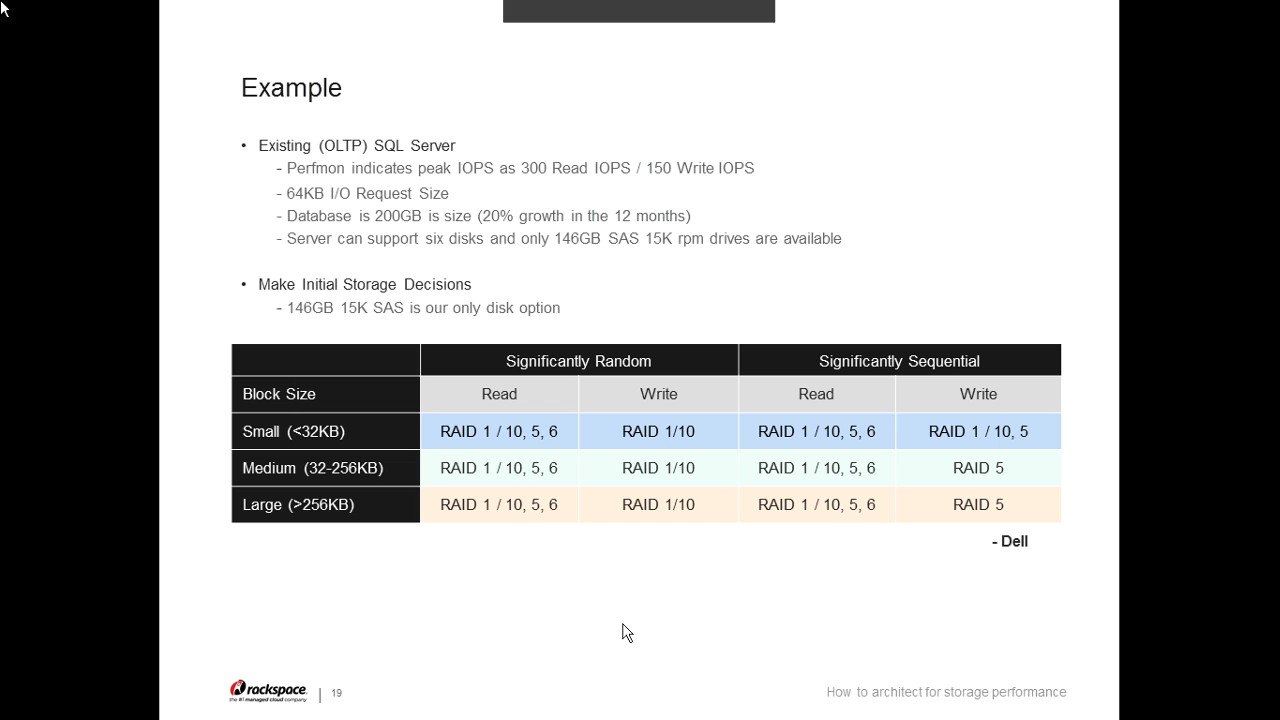 Example
• Existing (OLTP) SQL Server
- Perfmon indicates peak IOPS as 300 Read IOPS / 150 Write IOPS
- 64KB I/O Request Size
- Database is 200GB is size (20% growth in the 12 months)
- Server can support six disks and only 146GB SAS 15K rpm drives are available
• Make Initial Storage Decisions
- 146GB 15K SAS is our only disk option
Significantly Random Significantly Sequential
Block Size Read Write Read Write
Small (<32KB) RAID 1 / 10, 5, 6 RAID 1/10 RAID 1 / 10, 5, 6 RAID 1 / 10, 5
Medium (32-256KB) RAID 1 / 10, 5, 6 RAID 1/10 RAID 1 / 10, 5, 6 RAID 5
Large (>256KB) RAID 1 / 10, 5, 6 RAID 1/10 RAID 1 / 10, 5, 6 RAID 5
- Dell
rackspace.
the #1 managed cloud company
19
How to architect for storage performance